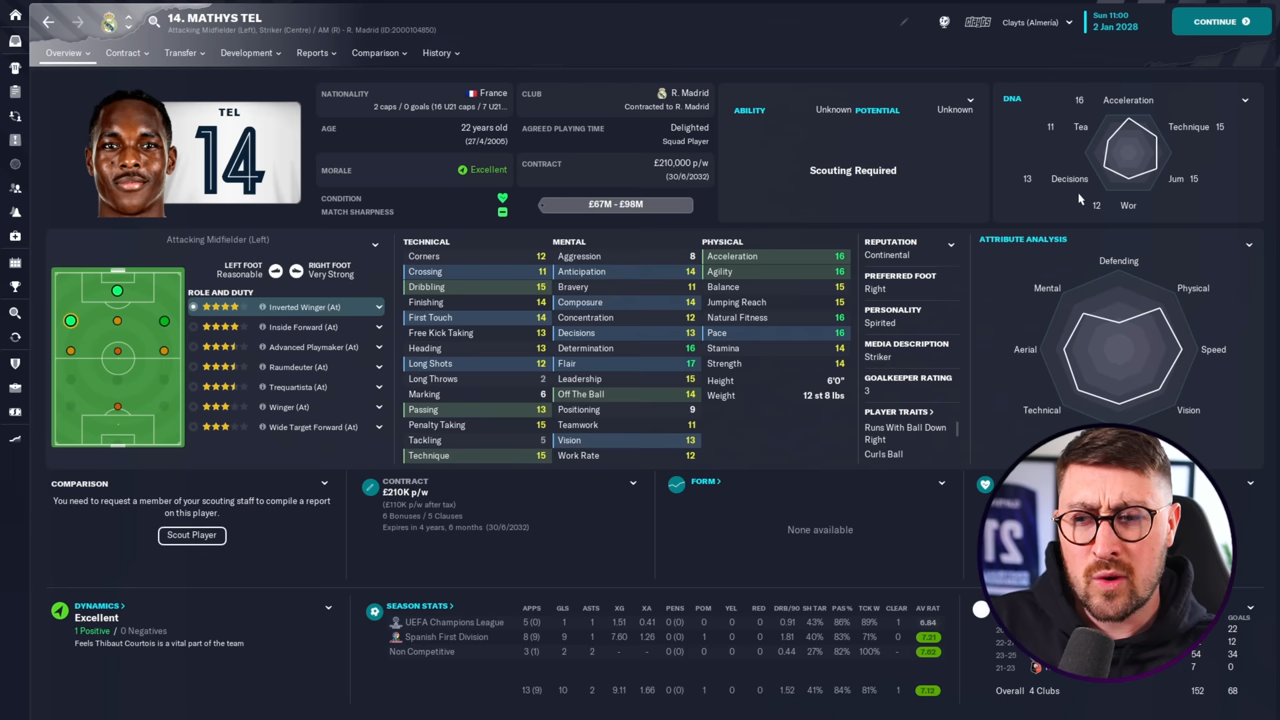 14. MATHYS TEL
Attacking Midfielder (Left), Striker (Centre) / AM (R) - R. Madrid (ID:2000104850)
CLAYTS
Clayts (Almeria)
Sun 11:00
2 Jan 2028
CONTINUE
Overview
Contract
Transfer
Development
Reports
Comparison
History
TEL
14
NATIONALITY
France
2 caps / 0 goals (16 U21 caps / 7 U21...
AGE
22 years old
(27/4/2005)
MORALE
Excellent
CONDITION
MATCH SHARPNESS
CLUB
R. Madrid
Contracted to R. Madrid
AGREED PLAYING TIME
Delighted
Squad Player
CONTRACT
£210,000 p/w
(30/6/2032)
£67M - £98M
ABILITY
Unknown
POTENTIAL
Unknown
Scouting Required
DNA
16 Acceleration
11 Tea
Technique 15
13 Decisions
Jum 15
12 Wor
Attacking Midfielder (Left)
LEFT FOOT
Reasonable
RIGHT FOOT
Very Strong
ROLE AND DUTY
Inverted Winger (At)
Inside Forward (At)
Advanced Playmaker (At)
Raumdeuter (At)
Trequartista (At)
Winger (At)
Wide Target Forward (At)
TECHNICAL
Corners 12
Crossing 11
Dribbling 15
Finishing 14
First Touch 14
Free Kick Taking 13
Heading 13
Long Shots 12
Long Throws 2
Marking 6
Passing 13
Penalty Taking 15
Tackling 5
Technique 15
MENTAL
Aggression 8
Anticipation 14
Bravery 11
Composure 14
Concentration 12
Decisions 13
Determination 16
Flair 17
Leadership 15
Off The Ball 14
Positioning 9
Teamwork 11
Vision 13
Work Rate 12
PHYSICAL
Acceleration 16
Agility 16
Balance 15
Jumping Reach 15
Natural Fitness 16
Pace 16
Stamina 14
Strength 14
Height 6'0"
Weight 12 st 8 lbs
REPUTATION
Continental
PREFERRED FOOT
Right
PERSONALITY
Spirited
MEDIA DESCRIPTION
Striker
GOALKEEPER RATING
3
PLAYER TRAITS >
Runs With Ball Down
Right
Curls Ball
ATTRIBUTE ANALYSIS
Defending
Mental
Physical
Aerial
Speed
Technical
Vision
COMPARISON
You need to request a member of your scouting staff to compile a report
on this player.
Scout Player
CONTRACT
£210K p/w
(£110K p/w after tax)
6 Bonuses / 5 Clauses
Expires in 4 years, 6 months (30/6/2032)
FORM >
None available
DYNAMICS >
Excellent
1 Positive / 0 Negatives
Feels Thibaut Courtois is a vital part of the team
SEASON STATS >
APPS GLS ASTS XG XA PENS POM YEL RED DRB/90 SH TAR PAS % TCK W CLEAR AV RAT
UEFA Champions League 5 (0) 1 1 1.51 0.41 0 (0) 0 0 0 0.91 43% 86% 89% 1 6.84
Spanish First Division 8 (9) 9 1 7.60 1.26 0 (0) 1 0 0 1.81 40% 83% 71% 0 7.21
Non Competitive 3 (1) 2 2 - - 0 (0) 0 0 0 0.44 27% 82% 100% - 7.62
13 (9) 10 2 9.11 1.66 0 (0) 1 0 0 1.52 41% 84% 81% 1 7.12
GOALS
22
22- 12
23-25 54 34
21-23 7 0
Overall 4 Clubs 152 68
21